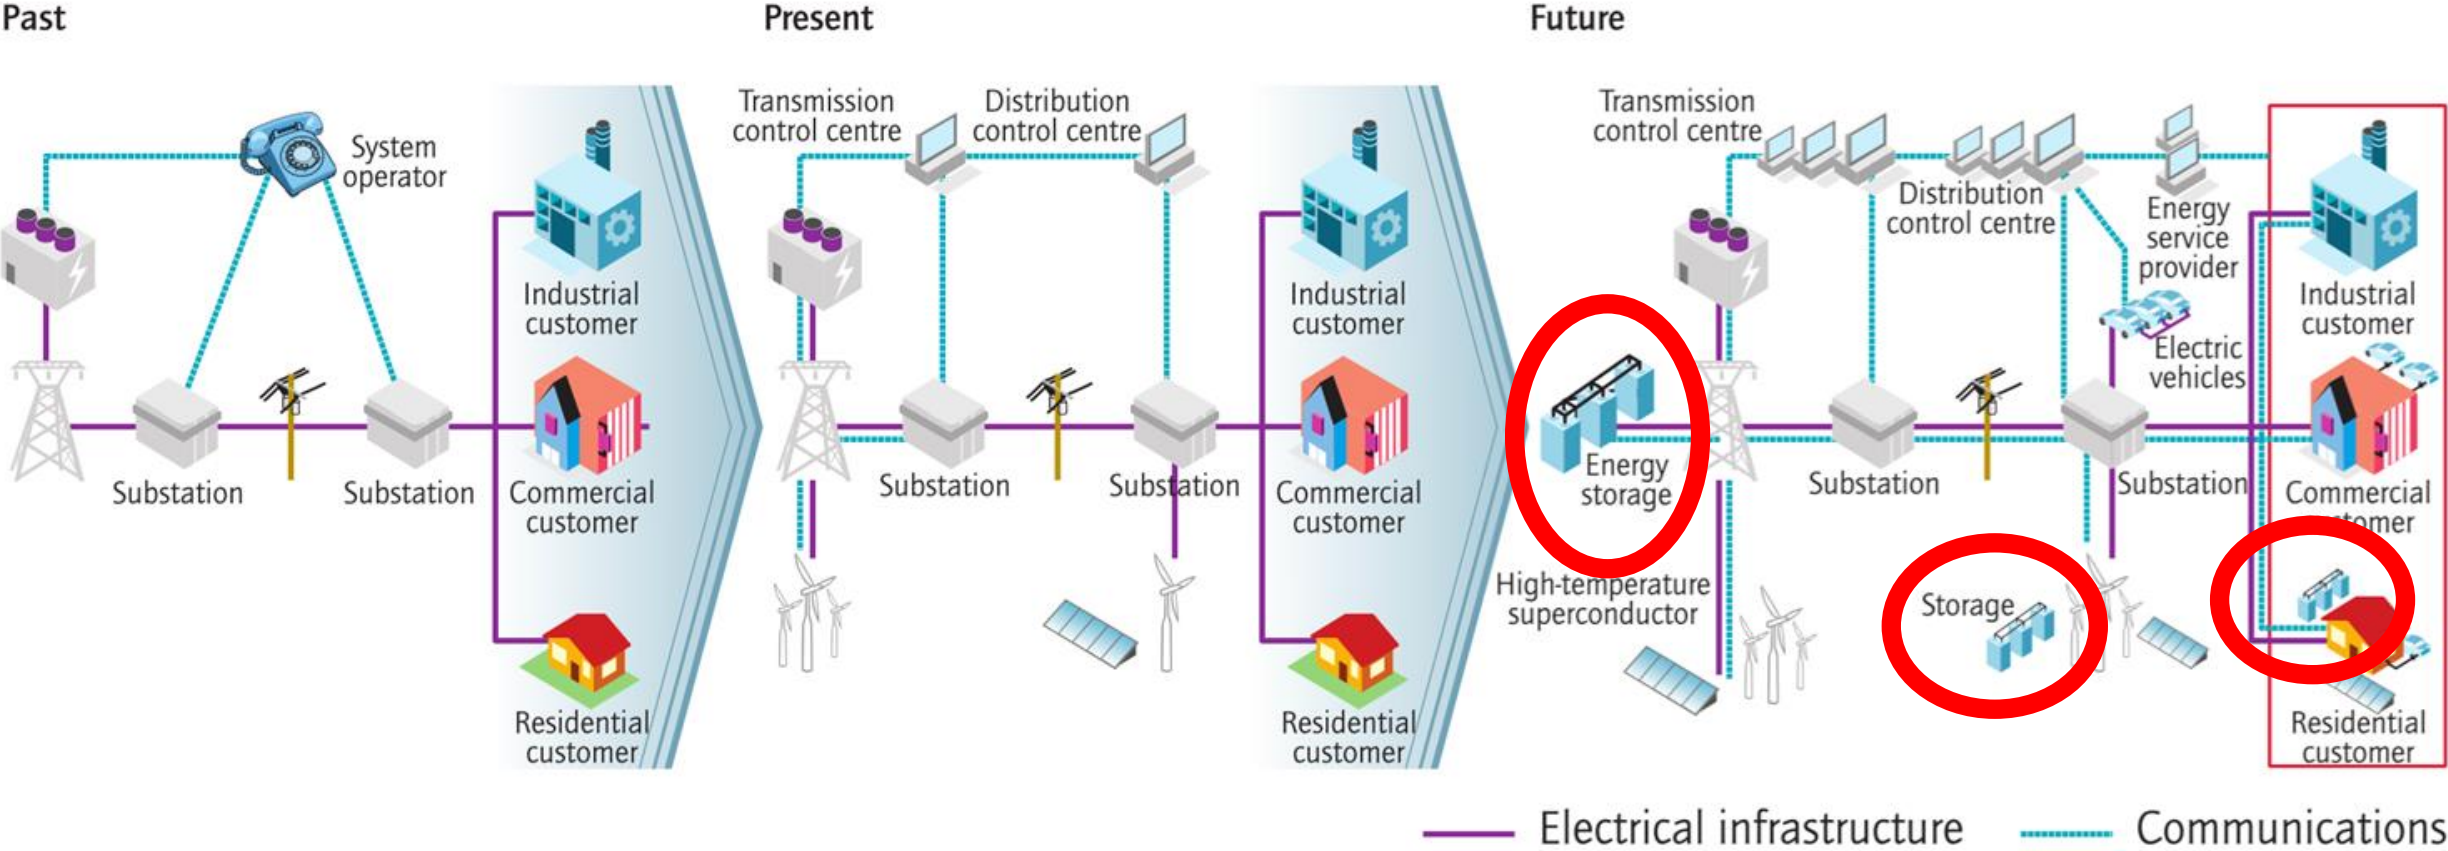 Past
System
operator
Substation
Substation
Industrial
customer
Commercial
customer
Residential
customer
Present
Transmission
control centre
Distribution
control centre
Substation
Substation
Industrial
customer
Commercial
customer
Residential
customer
Future
Transmission
control centre
Distribution
control centre
Energy
service
provider
Electric
vehicles
Energy
storage
Substation
Substation
High-temperature
superconductor
Storage
Industrial
customer
Commercial
customer
Residential
customer
Electrical infrastructure
Communications